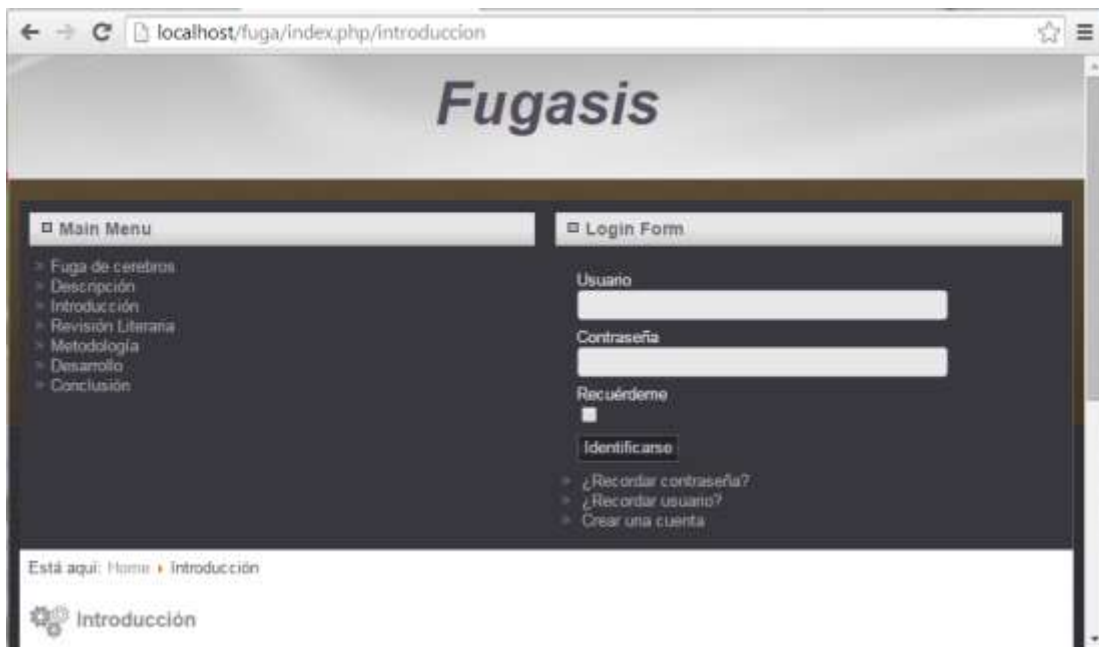 localhost/fuga/index.php/introduccion
Fugasis
Main Menu
Fuga de cerebros
Descripción
Introducción
Revisión Literaria
Metodología
Desarrollo
Conclusión
Login Form
Usuario
Contraseña
Recuérdeme
Identificarse
¿Recordar contraseña?
¿Recordar usuario?
Crear una cuenta
Está aquí: Home Introducción
Introducción